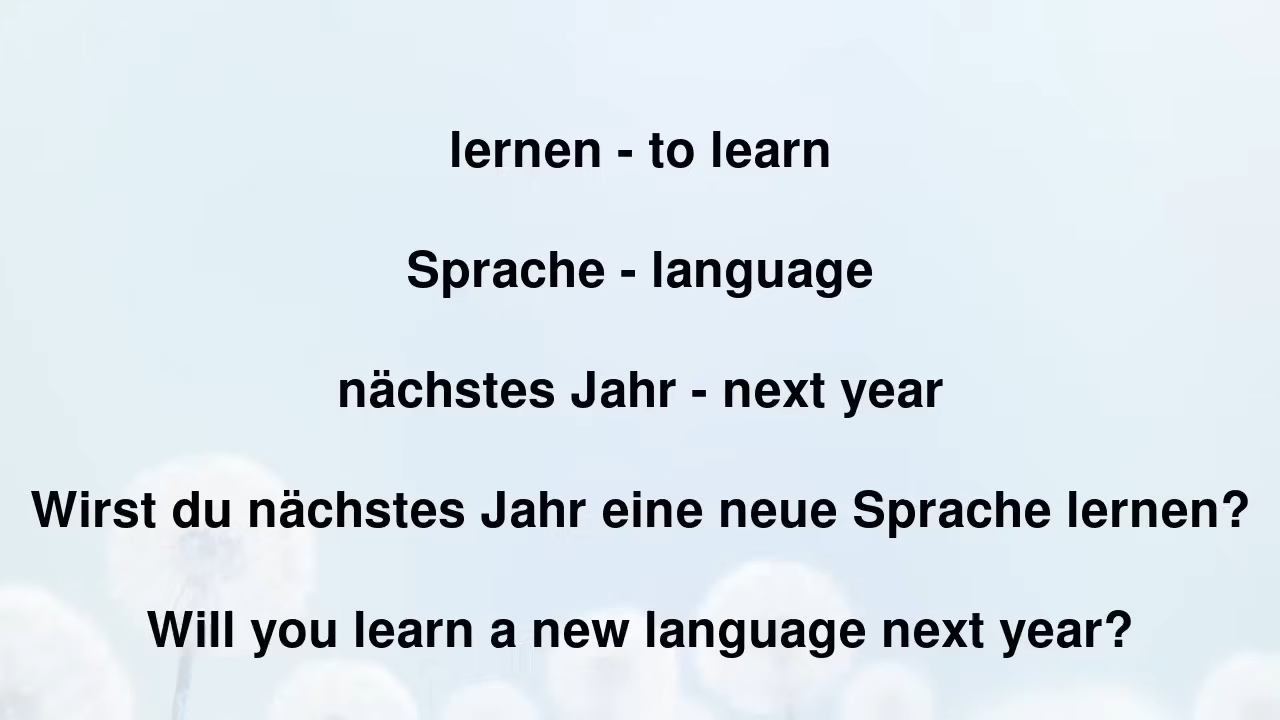 lernen - to learn
Sprache - language
nächstes Jahr - next year
Wirst du nächstes Jahr eine neue Sprache lernen?
Will you learn a new language next year?